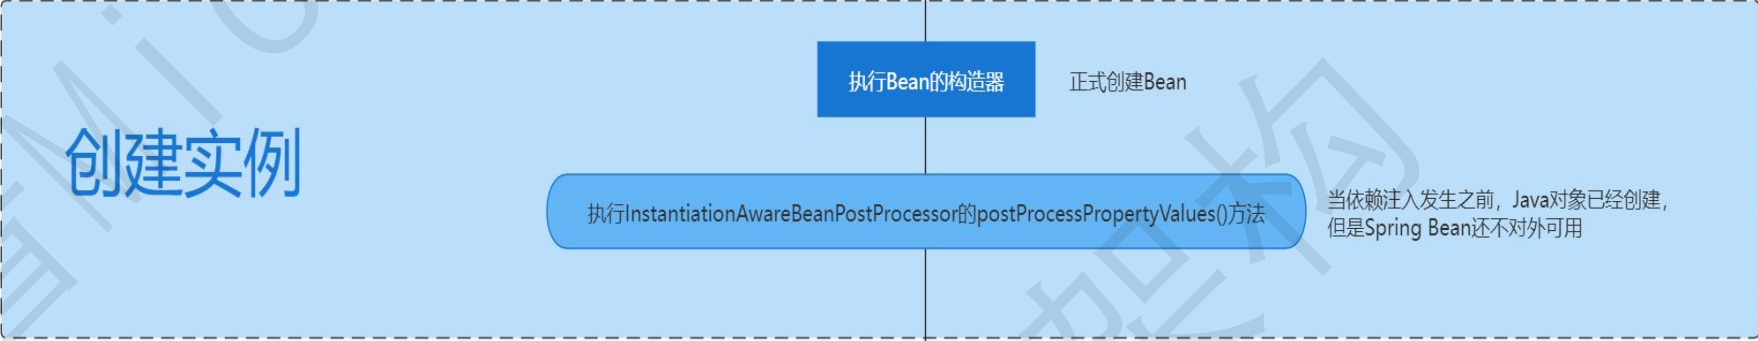 执行Bean的构造器
正式创建Bean
创建实例
执行InstantiationAwareBeanPostProcessor的postProcessPropertyValues()方法
当依赖注入发生之前，Java对象已经创建，
但是Spring Bean还不对外可用
架构